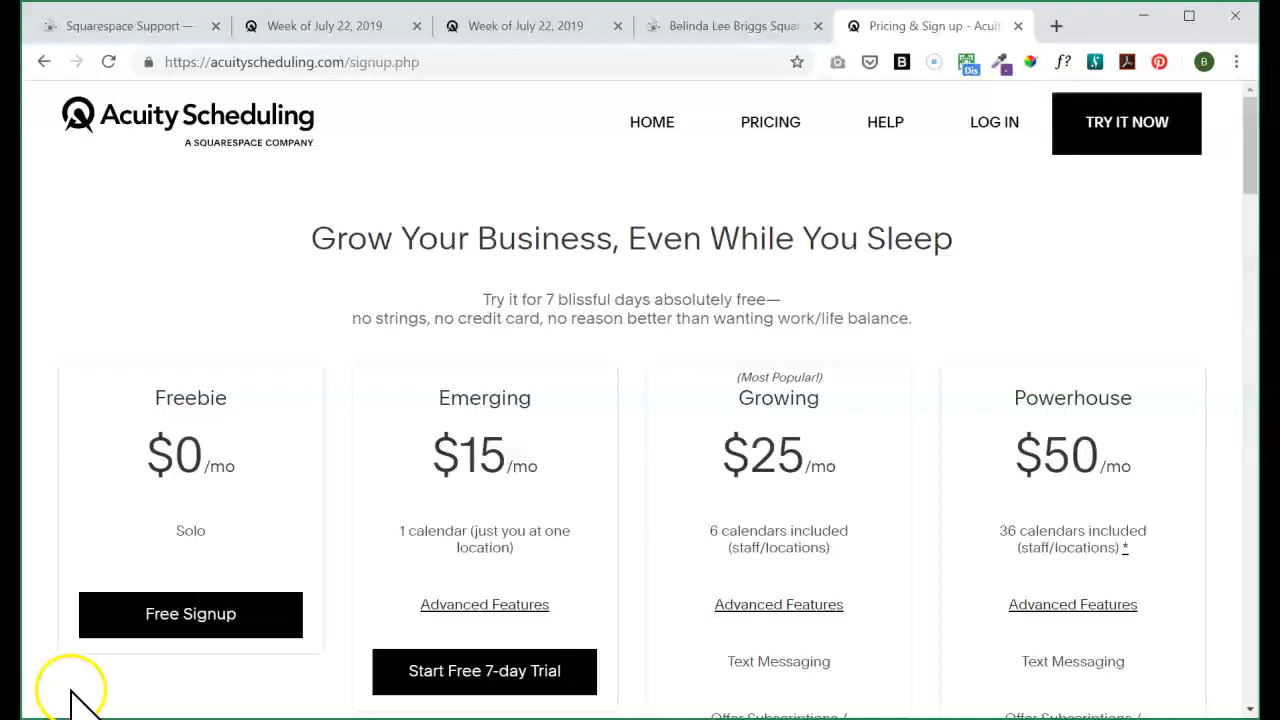 Squarespace Support —
Week of July 22, 2019
Week of July 22, 2019
Belinda Lee Briggs Squar
Pricing & Sign up - Acuit
https://acuityscheduling.com/signup.php
B
Dis
f?
B
Acuity Scheduling
A SQUARESPACE COMPANY
HOME
PRICING
HELP
LOG IN
TRY IT NOW
Grow Your Business, Even While You Sleep
Try it for 7 blissful days absolutely free—
no strings, no credit card, no reason better than wanting work/life balance.
Freebie
$0/mo
Solo
Free Signup
Emerging
$15/mo
1 calendar (just you at one
location)
Advanced Features
Start Free 7-day Trial
(Most Popular!)
Growing
$25/mo
6 calendars included
(staff/locations)
Advanced Features
Text Messaging
Offer Subscriptions /
Powerhouse
$50/mo
36 calendars included
(staff/locations) *
Advanced Features
Text Messaging
Offer Subscriptions /